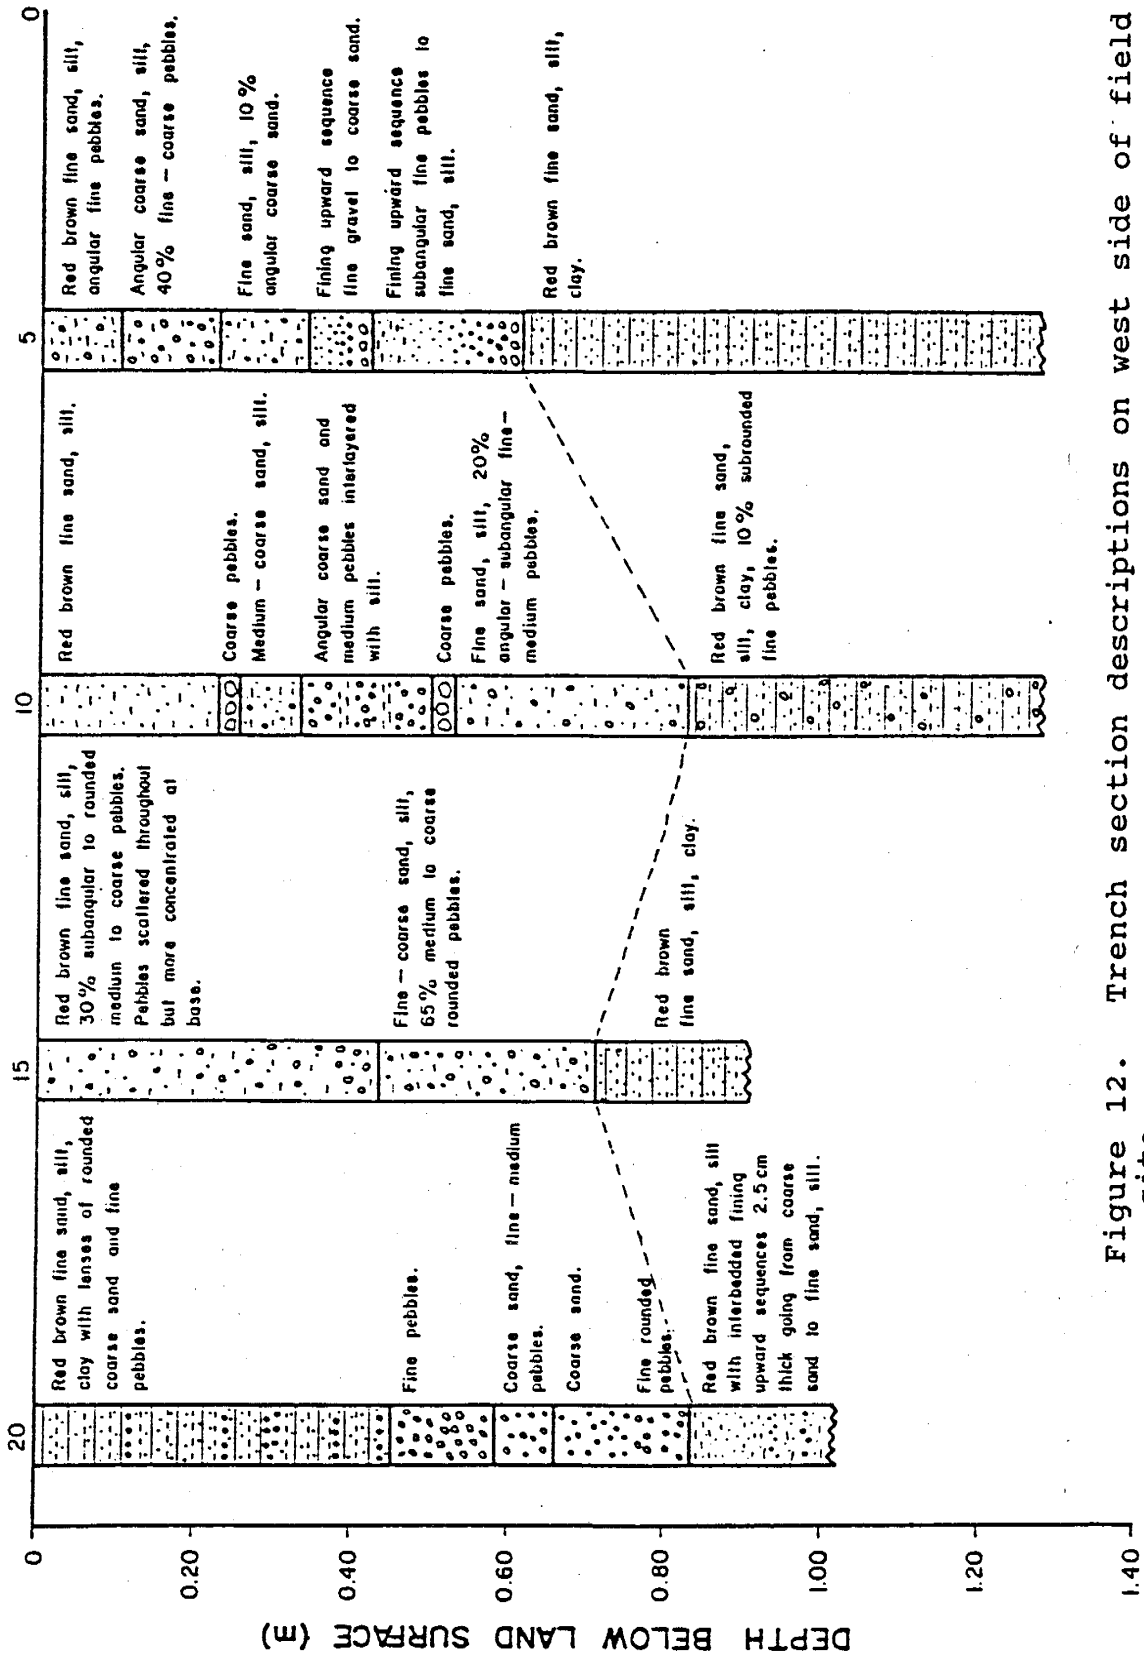 20
15
10
5
0
DEPTH BELOW LAND SURFACE (m)
0
0.20
0.40
0.60
0.80
1.00
1.20
1.40
Red brown fine sand, silt,
clay with lenses of rounded
coarse sand and fine
pebbles.
Fine pebbles.
Coarse sand, fine-medium
pebbles.
Coarse sand.
Fine rounded
pebbles.
Red brown fine sand, silt
with interbedded fining
upward sequences 2.5 cm
thick going from coarse
sand to fine sand, silt.
Red brown fine sand, silt,
30% subangular to rounded
medium to coarse pebbles.
Pebbles scattered throughout
but more concentrated at
base.
Fine-coarse sand, silt,
65% medium to coarse
rounded pebbles.
Red brown
fine sand, silt, clay.
Red brown fine sand, silt.
Coarse pebbles.
Medium-coarse sand, silt.
Angular coarse sand and
medium pebbles interlayered
with silt.
Coarse pebbles.
Fine sand, silt, 20%
angular-subangular fine-
medium pebbles.
Red brown fine sand,
silt, clay, 10% subrounded
fine pebbles.
Red brown fine sand, silt,
angular fine pebbles.
Angular coarse sand, silt,
40% fine-coarse pebbles.
Fine sand, silt, 10%
angular coarse sand.
Fining upward sequence
fine gravel to coarse sand.
Fining upward sequence
subangular fine pebbles to
fine sand, silt.
Red brown fine sand, silt,
clay.
Figure 12. Trench section descriptions on west side of field